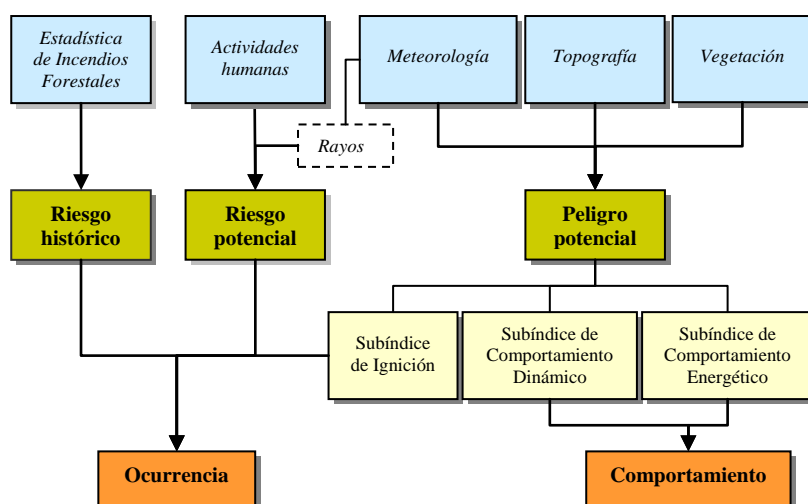 Estadística
de Incendios
Forestales
Actividades
humanas
Meteorología
Topografía
Vegetación
Rayos
Riesgo
histórico
Riesgo
potencial
Peligro
potencial
Subíndice
de Ignición
Subíndice de
Comportamiento
Dinámico
Subíndice de
Comportamiento
Energético
Ocurrencia
Comportamiento